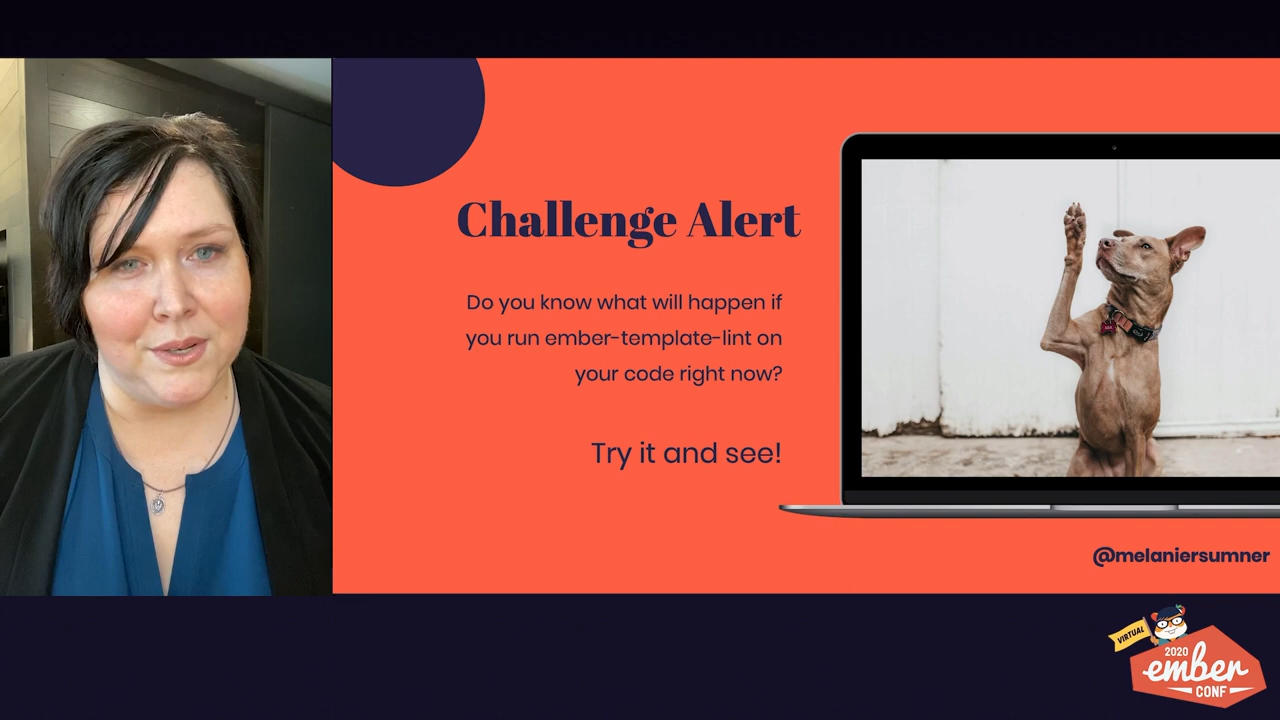 Challenge Alert
Do you know what will happen if
you run ember-template-lint on
your code right now?
Try it and see!
@melaniersumner
VIRTUAL
2020
ember
CONF